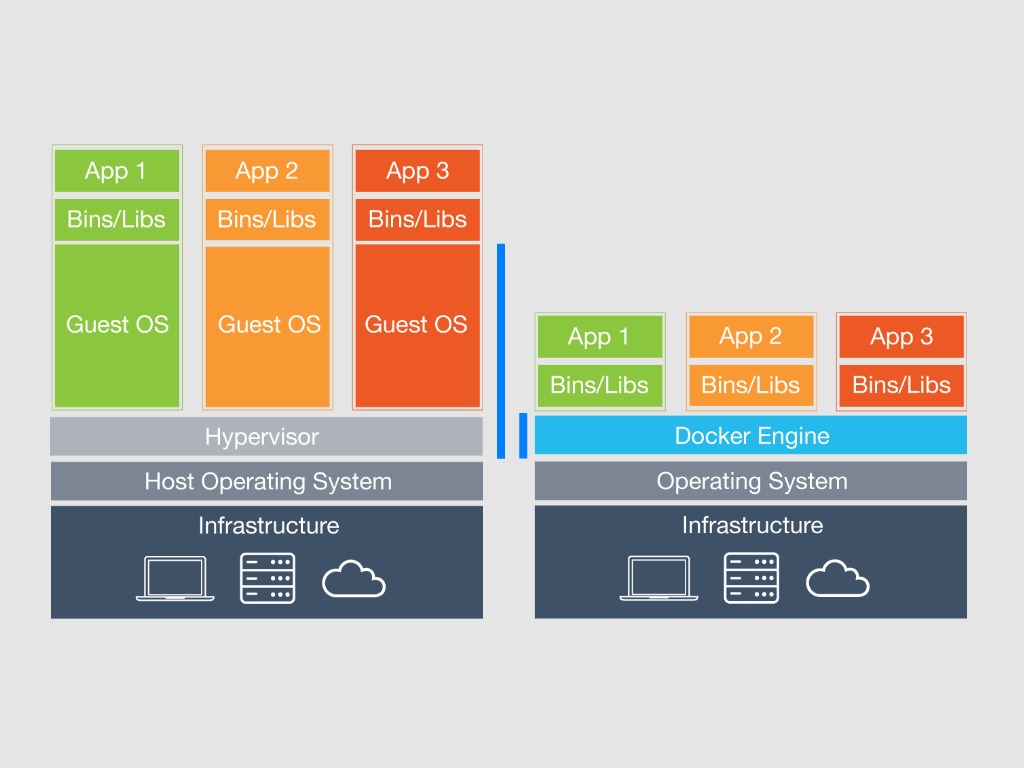 App 1
App 2
App 3
Bins/Libs
Bins/Libs
Bins/Libs
Guest OS
Guest OS
Guest OS
Hypervisor
Host Operating System
Infrastructure
App 1
App 2
App 3
Bins/Libs
Bins/Libs
Bins/Libs
Docker Engine
Operating System
Infrastructure